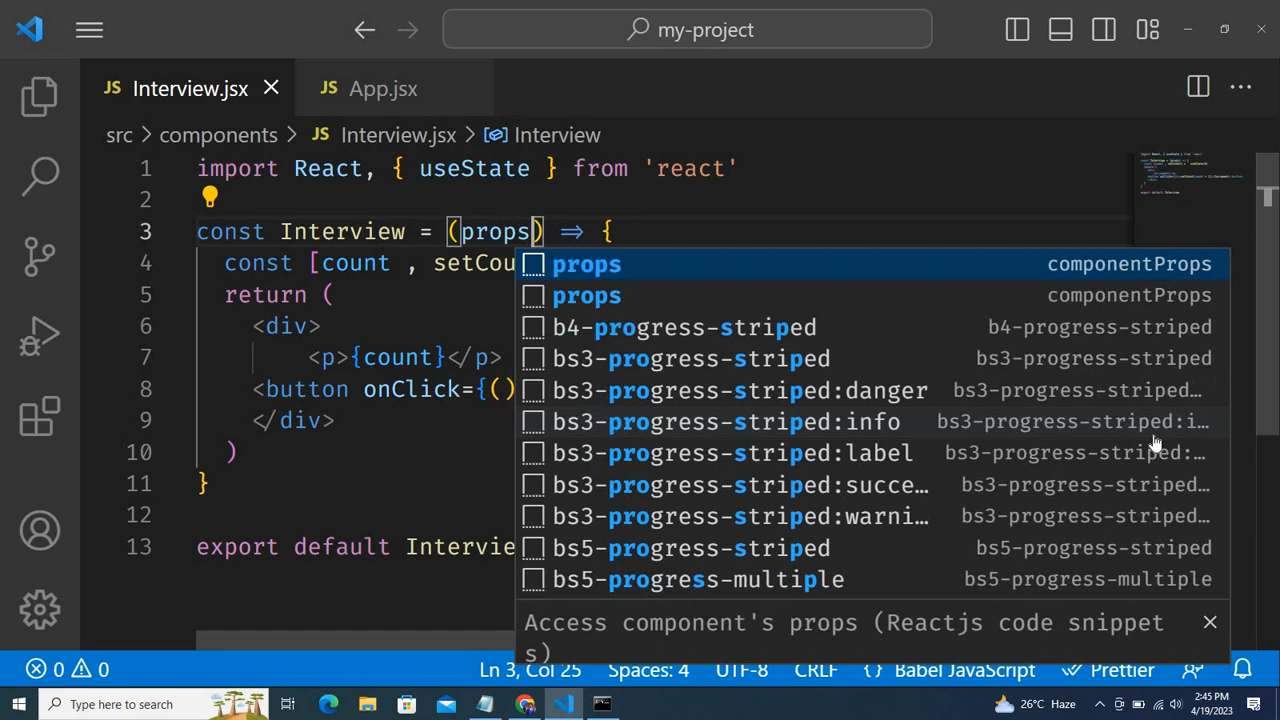 my-project
JS Interview.jsx
JS App.jsx
src > components > JS Interview.jsx > Interview
1 import React, { useState } from 'react'
2
3 const Interview = (props) => {
4 const [count , setCou
5 return (
6 <div>
7 <p>{count}</p>
8 <button onClick={()
9 </div>
10 )
11 }
12
13 export default Intervie
props componentProps
props componentProps
b4-progress-striped b4-progress-striped
bs3-progress-striped bs3-progress-striped
bs3-progress-striped:danger bs3-progress-striped…
bs3-progress-striped:info bs3-progress-striped:i…
bs3-progress-striped:label bs3-progress-striped:…
bs3-progress-striped:succe… bs3-progress-striped…
bs3-progress-striped:warni… bs3-progress-striped…
bs5-progress-striped bs5-progress-striped
bs5-progress-multiple bs5-progress-multiple
Access component's props (Reactjs code snippet
s)
0 0 Ln 3, Col 25 Spaces: 4 UTF-8 CRLF {} Babel JavaScript Prettier
Type here to search
26°C Haze
2:45 PM
4/19/2023